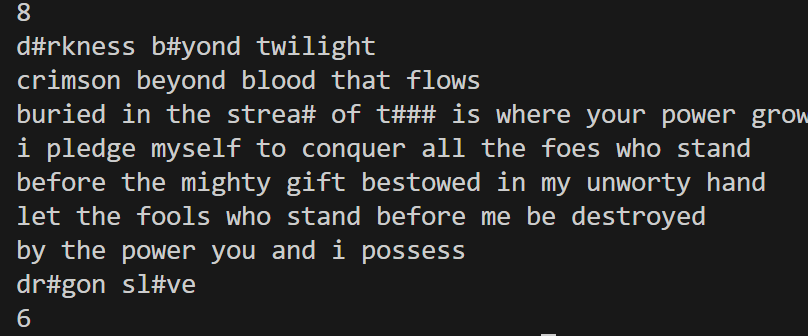 8
d#rkness b#yond twilight
crimson beyond blood that flows
buried in the strea# of t### is where your power grow
i pledge myself to conquer all the foes who stand
before the mighty gift bestowed in my unworty hand
let the fools who stand before me be destroyed
by the power you and i possess
dr#gon sl#ve
6